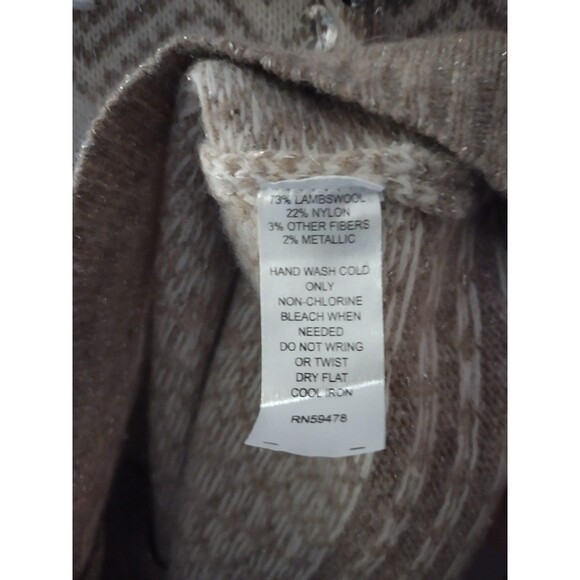 73% LAMBSWOOL
22% NYLON
3% OTHER FIBERS
2% METALLIC
HAND WASH COLD
ONLY
NON-CHLORINE
BLEACH WHEN
NEEDED
DO NOT WRING
OR TWIST
DRY FLAT
COOL IRON
RN59478